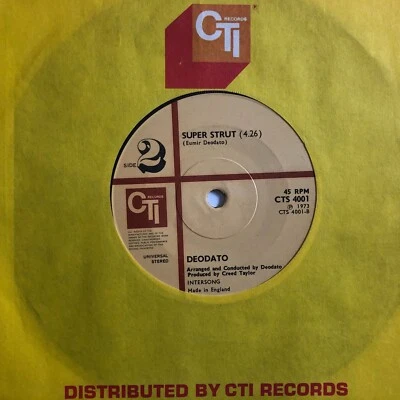 RECORDS
CTI
SUPER STRUT (4.26)
(Eumir Deodato)
SIDE 2
45 RPM
CTS 4001
℗ 1973
CTS 4001-B
CTI
UNIVERSAL
STEREO
DEODATO
Arranged and Conducted by Deodato
Produced by Creed Taylor
INTERSONG
Made in England
DISTRIBUTED BY CTI RECORDS